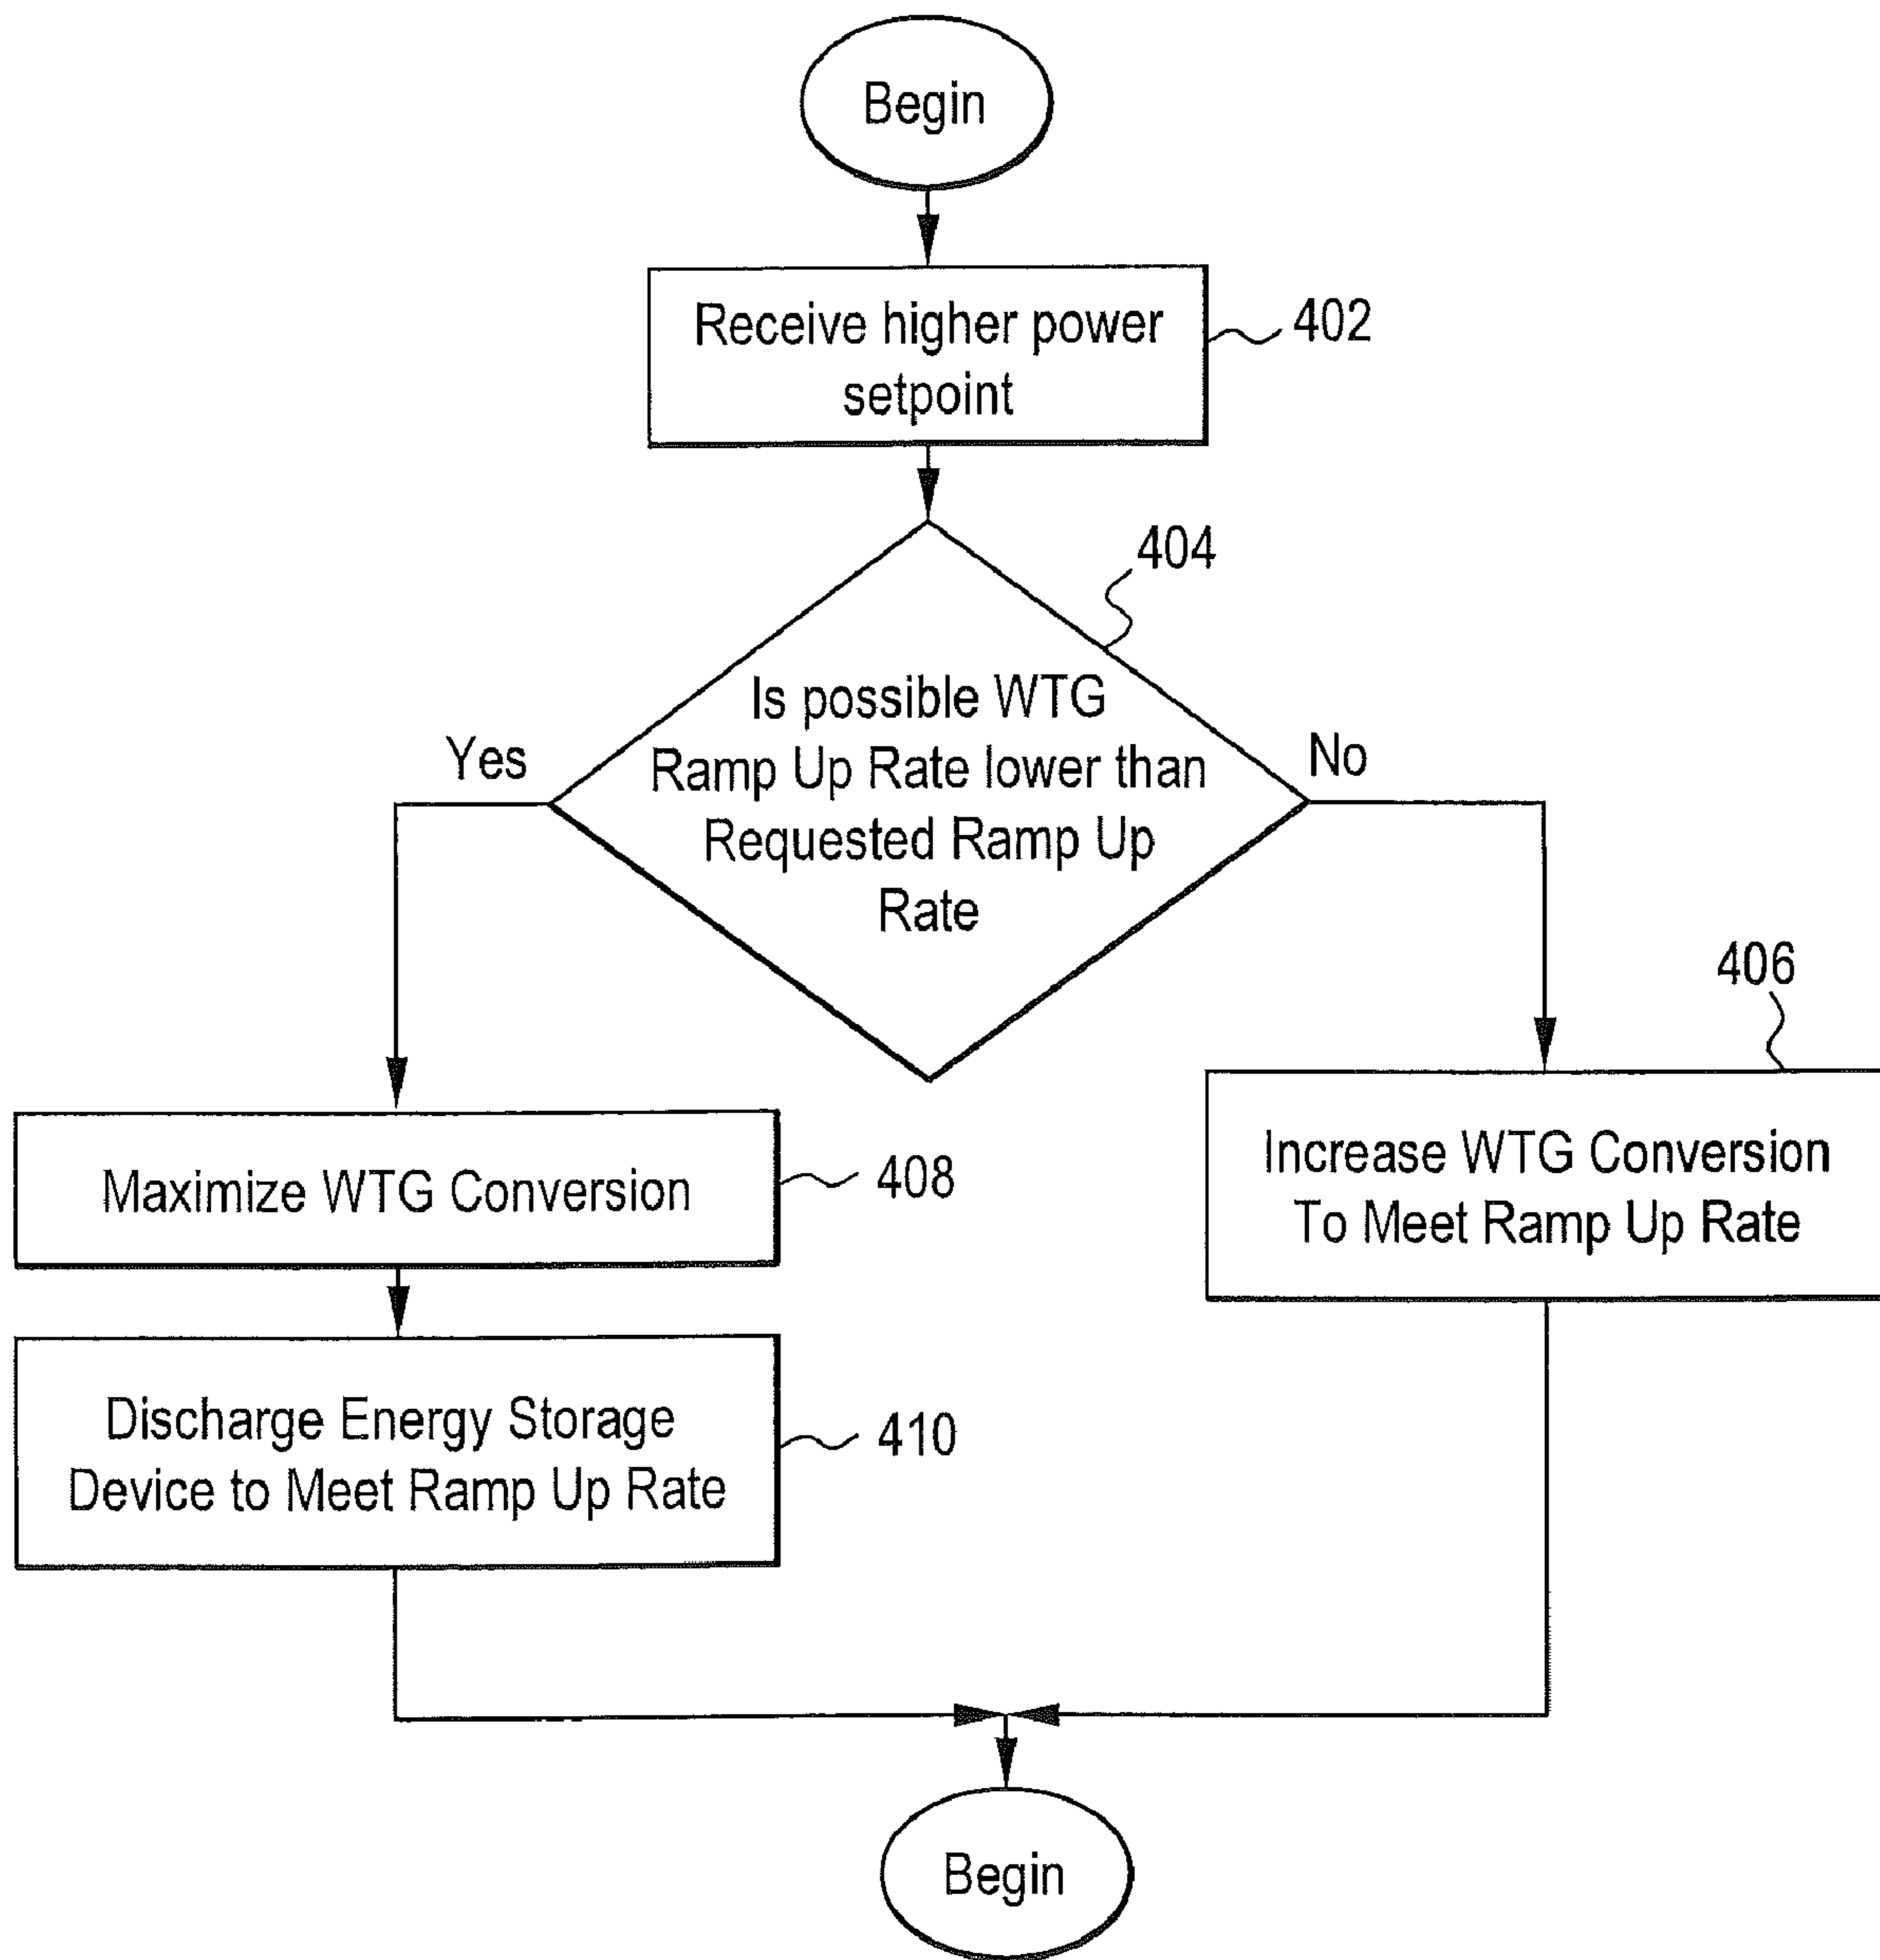 Begin
Receive higher power
setpoint
402
404
Is possible WTG
Ramp Up Rate lower than
Requested Ramp Up
Rate
Yes
No
406
Increase WTG Conversion
To Meet Ramp Up Rate
Maximize WTG Conversion
408
Discharge Energy Storage
Device to Meet Ramp Up Rate
410
Begin